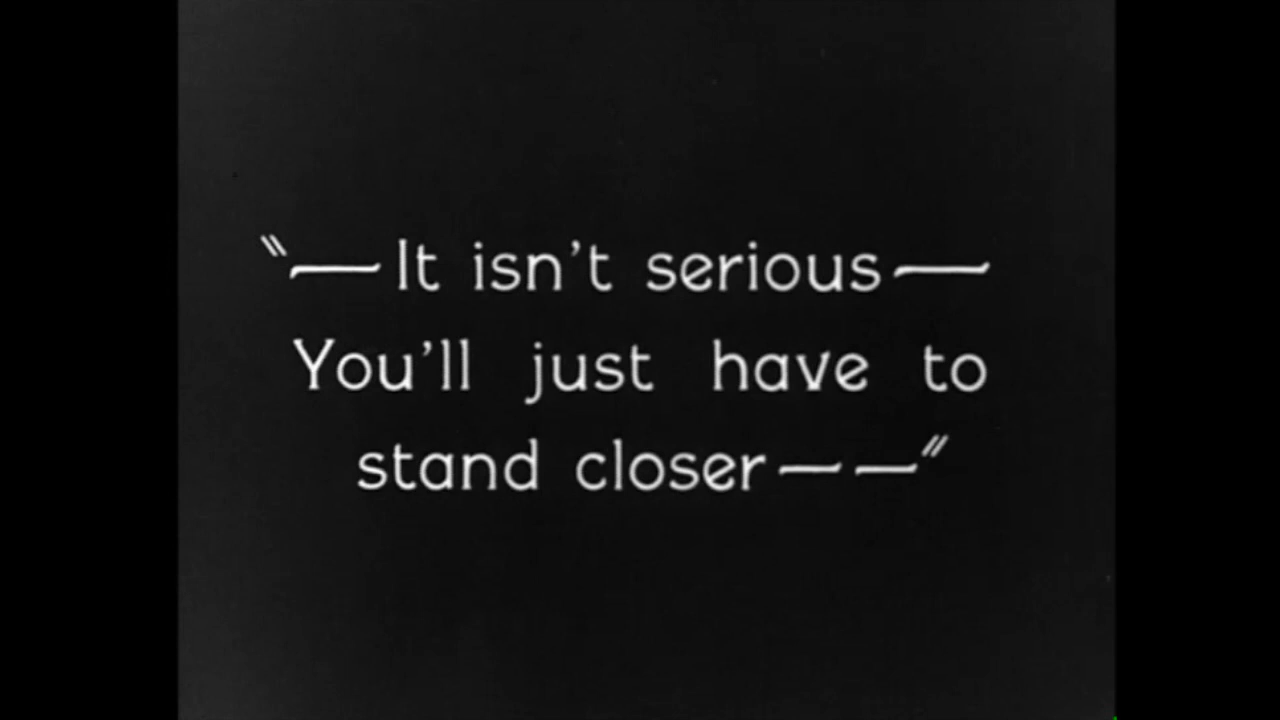 "—It isn't serious—
You'll just have to
stand closer——"